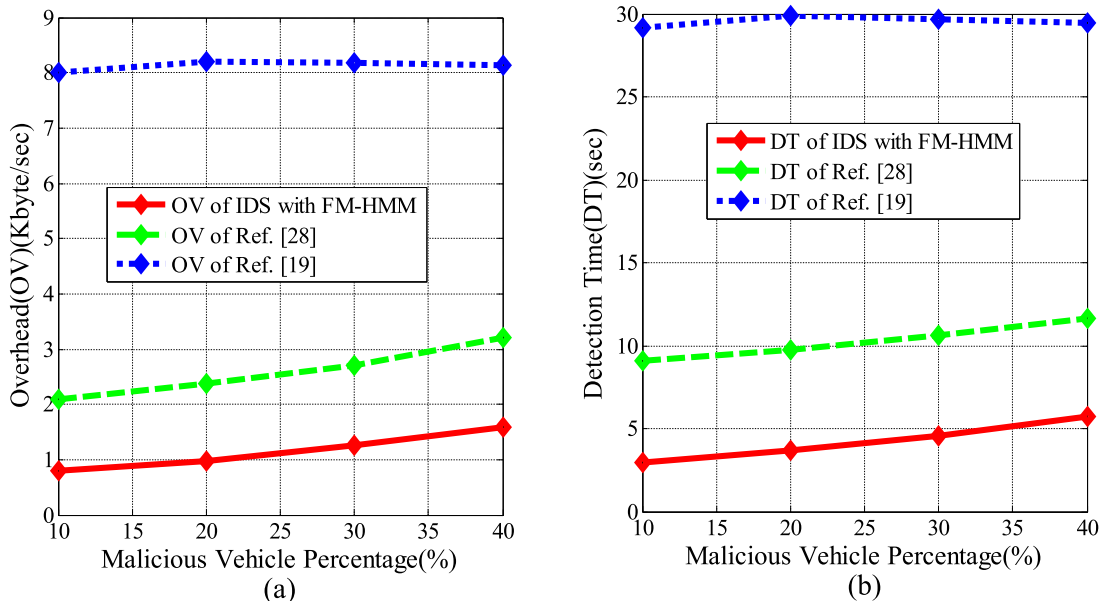 9
8
7
6
5
4
3
2
1
0
10
15
20
25
30
35
40
Overhead(OV)(Kbyte/sec)
OV of IDS with FM-HMM
OV of Ref. [28]
OV of Ref. [19]
Malicious Vehicle Percentage(%)
(a)
30
25
20
15
10
5
0
10
15
20
25
30
35
40
Detection Time(DT)(sec)
DT of IDS with FM-HMM
DT of Ref. [28]
DT of Ref. [19]
Malicious Vehicle Percentage(%)
(b)